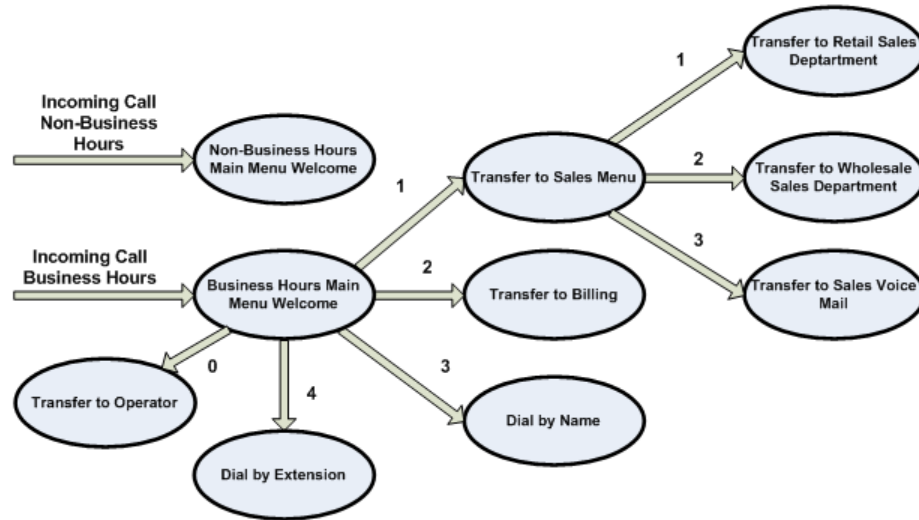 Transfer to Retail Sales
Deptartment
1
Incoming Call
Non-Business
Hours
Non-Business Hours
Main Menu Welcome
Transfer to Sales Menu
2
Transfer to Wholesale
Sales Department
1
3
Incoming Call
Business Hours
Business Hours Main
Menu Welcome
2
Transfer to Billing
Transfer to Sales Voice
Mail
0
4
3
Transfer to Operator
Dial by Name
Dial by Extension